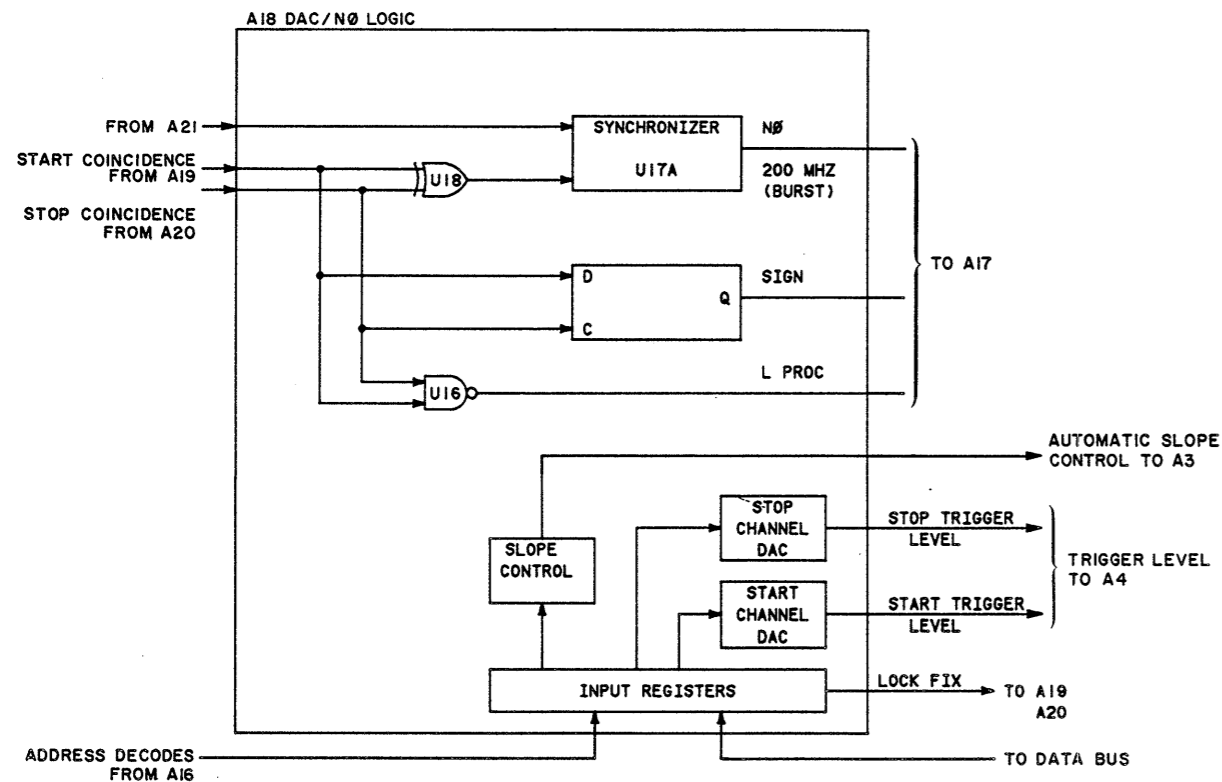 A18 DAC/NØ LOGIC
FROM A21
SYNCHRONIZER
U17A
NØ
200 MHZ
(BURST)
START COINCIDENCE
FROM A19
U18
STOP COINCIDENCE
FROM A20
TO A17
D
Q
C
SIGN
U16
L PROC
AUTOMATIC SLOPE
CONTROL TO A3
STOP
CHANNEL
DAC
STOP TRIGGER
LEVEL
SLOPE
CONTROL
TRIGGER LEVEL
TO A4
START
CHANNEL
DAC
START TRIGGER
LEVEL
INPUT REGISTERS
LOCK FIX
TO A19
A20
ADDRESS DECODES
FROM A16
TO DATA BUS